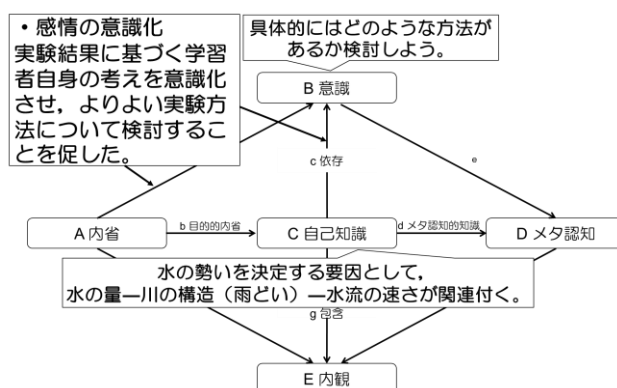 ・感情の意識化
実験結果に基づく学習
者自身の考えを意識化
させ，よりよい実験方
法について検討するこ
とを促した。
具体的にはどのような方法が
あるか検討しよう。
B 意識
c 依存
e
A 内省
b 目的的内省
C 自己知識
d メタ認知的知識
D メタ認知
水の勢いを決定する要因として，
水の量―川の構造（雨どい）―水流の速さが関連付く。
g 包含
E 内観